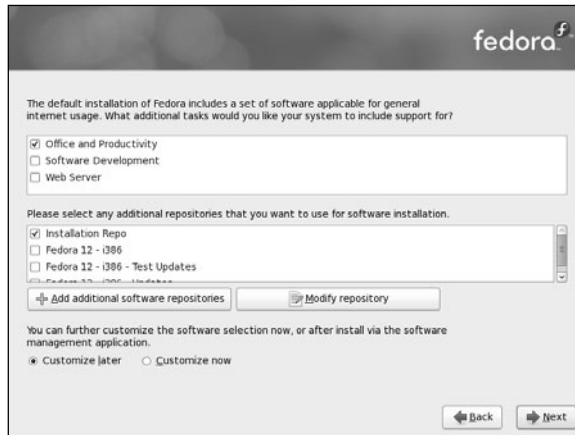 fedora
The default installation of Fedora includes a set of software applicable for general
internet usage. What additional tasks would you like your system to include support for?
Office and Productivity
Software Development
Web Server
Please select any additional repositories that you want to use for software installation.
Installation Repo
Fedora 12 - i386
Fedora 12 - i386 - Test Updates
Fedora 12 - i386 - Updates
Add additional software repositories
Modify repository
You can further customize the software selection now, or after install via the software
management application.
Customize later
Customize now
Back
Next